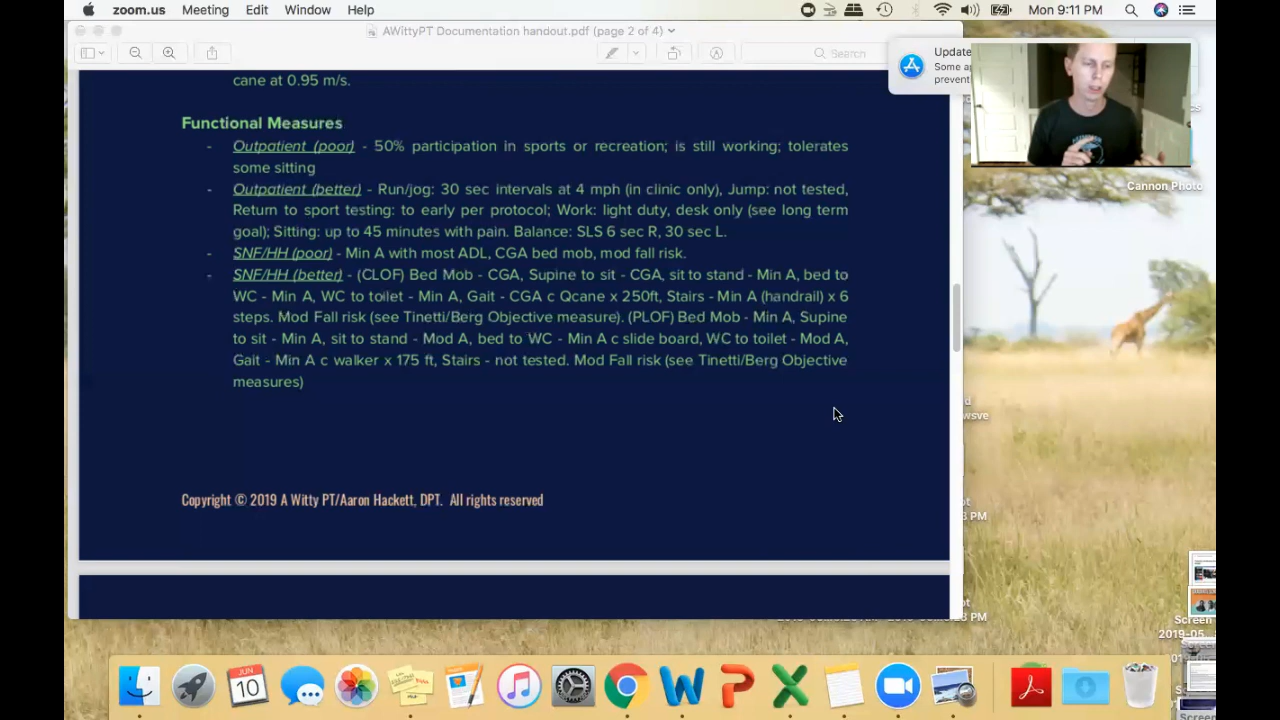 zoom.us Meeting Edit Window Help
Mon 9:11 PM
AWittyPT Documentation handout.pdf (page 2 of 4)
Search
Update
Some ap
prevent
cane at 0.95 m/s.
Functional Measures
- Outpatient (poor) - 50% participation in sports or recreation; is still working; tolerates
some sitting
- Outpatient (better) - Run/jog: 30 sec intervals at 4 mph (in clinic only), Jump: not tested,
Return to sport testing: to early per protocol; Work: light duty, desk only (see long term
goal); Sitting: up to 45 minutes with pain. Balance: SLS 6 sec R, 30 sec L.
- SNF/HH (poor) - Min A with most ADL, CGA bed mob, mod fall risk.
- SNF/HH (better) - (CLOF) Bed Mob - CGA, Supine to sit - CGA, sit to stand - Min A, bed to
WC - Min A, WC to toilet - Min A, Gait - CGA c Qcane x 250ft, Stairs - Min A (handrail) x 6
steps. Mod Fall risk (see Tinetti/Berg Objective measure). (PLOF) Bed Mob - Min A, Supine
to sit - Min A, sit to stand - Mod A, bed to WC - Min A c slide board, WC to toilet - Mod A,
Gait - Min A c walker x 175 ft, Stairs - not tested. Mod Fall risk (see Tinetti/Berg Objective
measures)
Copyright © 2019 A Witty PT/Aaron Hackett, DPT. All rights reserved
Cannon Photo
Screen
2019-05...
JUN
10